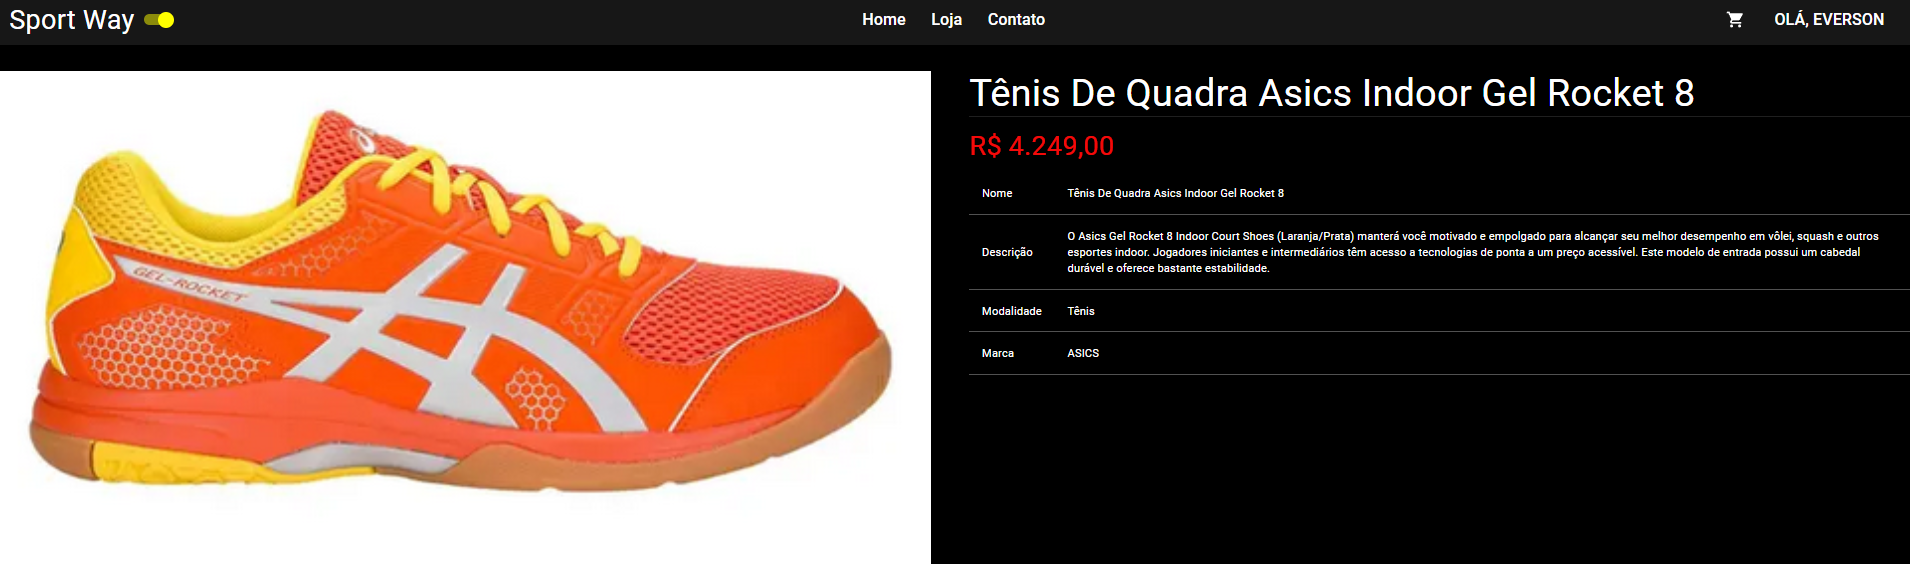 Sport Way
Home Loja Contato
OLÁ, EVERSON
GEL-ROCKET
Tênis De Quadra Asics Indoor Gel Rocket 8
R$ 4.249,00
Nome Tênis De Quadra Asics Indoor Gel Rocket 8
Descrição O Asics Gel Rocket 8 Indoor Court Shoes (Laranja/Prata) manterá você motivado e empolgado para alcançar seu melhor desempenho em vôlei, squash e outros
esportes indoor. Jogadores iniciantes e intermediários têm acesso a tecnologias de ponta a um preço acessível. Este modelo de entrada possui um cabedal
durável e oferece bastante estabilidade.
Modalidade Tênis
Marca ASICS